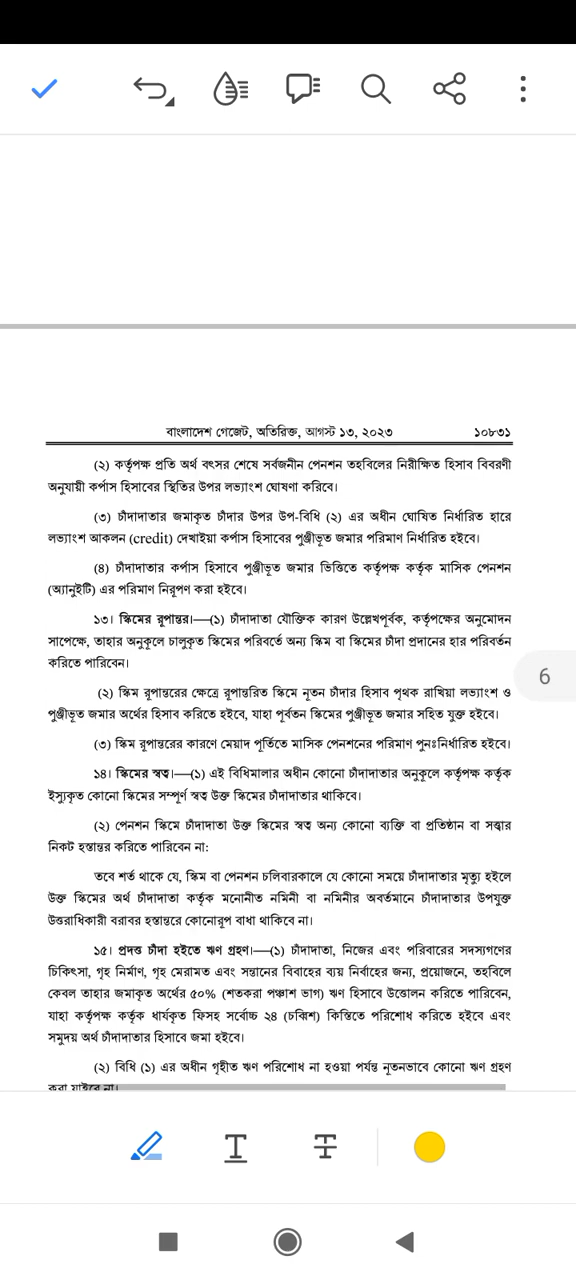 বাংলাদেশ গেজেট, অতিরিক্ত, আগস্ট ১৩, ২০২৩ ১০৮৩১
(২) কর্তৃপক্ষ প্রতি অর্থ বৎসর শেষে সর্বজনীন পেনশন তহবিলের নিরীক্ষিত হিসাব বিবরণী
অনুযায়ী কর্পাস হিসাবের স্থিতির উপর লভ্যাংশ ঘোষণা করিবে।
(৩) চাঁদাদাতার জমাকৃত চাঁদার উপর উপ-বিধি (২) এর অধীন ঘোষিত নির্ধারিত হারে
লভ্যাংশ আকলন (credit) দেখাইয়া কর্পাস হিসাবের পুঞ্জীভূত জমার পরিমাণ নির্ধারিত হইবে।
(৪) চাঁদাদাতার কর্পাস হিসাবে পুঞ্জীভূত জমার ভিত্তিতে কর্তৃপক্ষ কর্তৃক মাসিক পেনশন
(অ্যানুইটি) এর পরিমাণ নিরূপণ করা হইবে।
১৩। স্কিমের রূপান্তর।—(১) চাঁদাদাতা যৌক্তিক কারণ উল্লেখপূর্বক, কর্তৃপক্ষের অনুমোদন
সাপেক্ষে, তাহার অনুকূলে চালুকৃত স্কিমের পরিবর্তে অন্য স্কিম বা স্কিমের চাঁদা প্রদানের হার পরিবর্তন
করিতে পারিবেন।
6
(২) স্কিম রূপান্তরের ক্ষেত্রে রূপান্তরিত স্কিমে নূতন চাঁদার হিসাব পৃথক রাখিয়া লভ্যাংশ ও
পুঞ্জীভূত জমার অর্থের হিসাব করিতে হইবে, যাহা পূর্বতন স্কিমের পুঞ্জীভূত জমার সহিত যুক্ত হইবে।
(৩) স্কিম রূপান্তরের কারণে মেয়াদ পূর্তিতে মাসিক পেনশনের পরিমাণ পুনঃনির্ধারিত হইবে।
১৪। স্কিমের স্বত্ব।—(১) এই বিধিমালার অধীন কোনো চাঁদাদাতার অনুকূলে কর্তৃপক্ষ কর্তৃক
ইস্যুকৃত কোনো স্কিমের সম্পূর্ণ স্বত্ব উক্ত স্কিমের চাঁদাদাতার থাকিবে।
(২) পেনশন স্কিমে চাঁদাদাতা উক্ত স্কিমের স্বত্ব অন্য কোনো ব্যক্তি বা প্রতিষ্ঠান বা সত্ত্বার
নিকট হস্তান্তর করিতে পারিবেন না:
তবে শর্ত থাকে যে, স্কিম বা পেনশন চলিবারকালে যে কোনো সময়ে চাঁদাদাতার মৃত্যু হইলে
উক্ত স্কিমের অর্থ চাঁদাদাতা কর্তৃক মনোনীত নমিনী বা নমিনীর অবর্তমানে চাঁদাদাতার উপযুক্ত
উত্তরাধিকারী বরাবর হস্তান্তরে কোনোরূপ বাধা থাকিবে না।
১৫। প্রদত্ত চাঁদা হইতে ঋণ গ্রহণ।—(১) চাঁদাদাতা, নিজের এবং পরিবারের সদস্যগণের
চিকিৎসা, গৃহ নির্মাণ, গৃহ মেরামত এবং সন্তানের বিবাহের ব্যয় নির্বাহের জন্য, প্রয়োজনে, তহবিলে
কেবল তাহার জমাকৃত অর্থের ৫০% (শতকরা পঞ্চাশ ভাগ) ঋণ হিসাবে উত্তোলন করিতে পারিবেন,
যাহা কর্তৃপক্ষ কর্তৃক ধার্যকৃত ফিসহ সর্বোচ্চ ২৪ (চব্বিশ) কিস্তিতে পরিশোধ করিতে হইবে এবং
সমুদয় অর্থ চাঁদাদাতার হিসাবে জমা হইবে।
(২) বিধি (১) এর অধীন গৃহীত ঋণ পরিশোধ না হওয়া পর্যন্ত নূতনভাবে কোনো ঋণ গ্রহণ
করা যাইবে না।